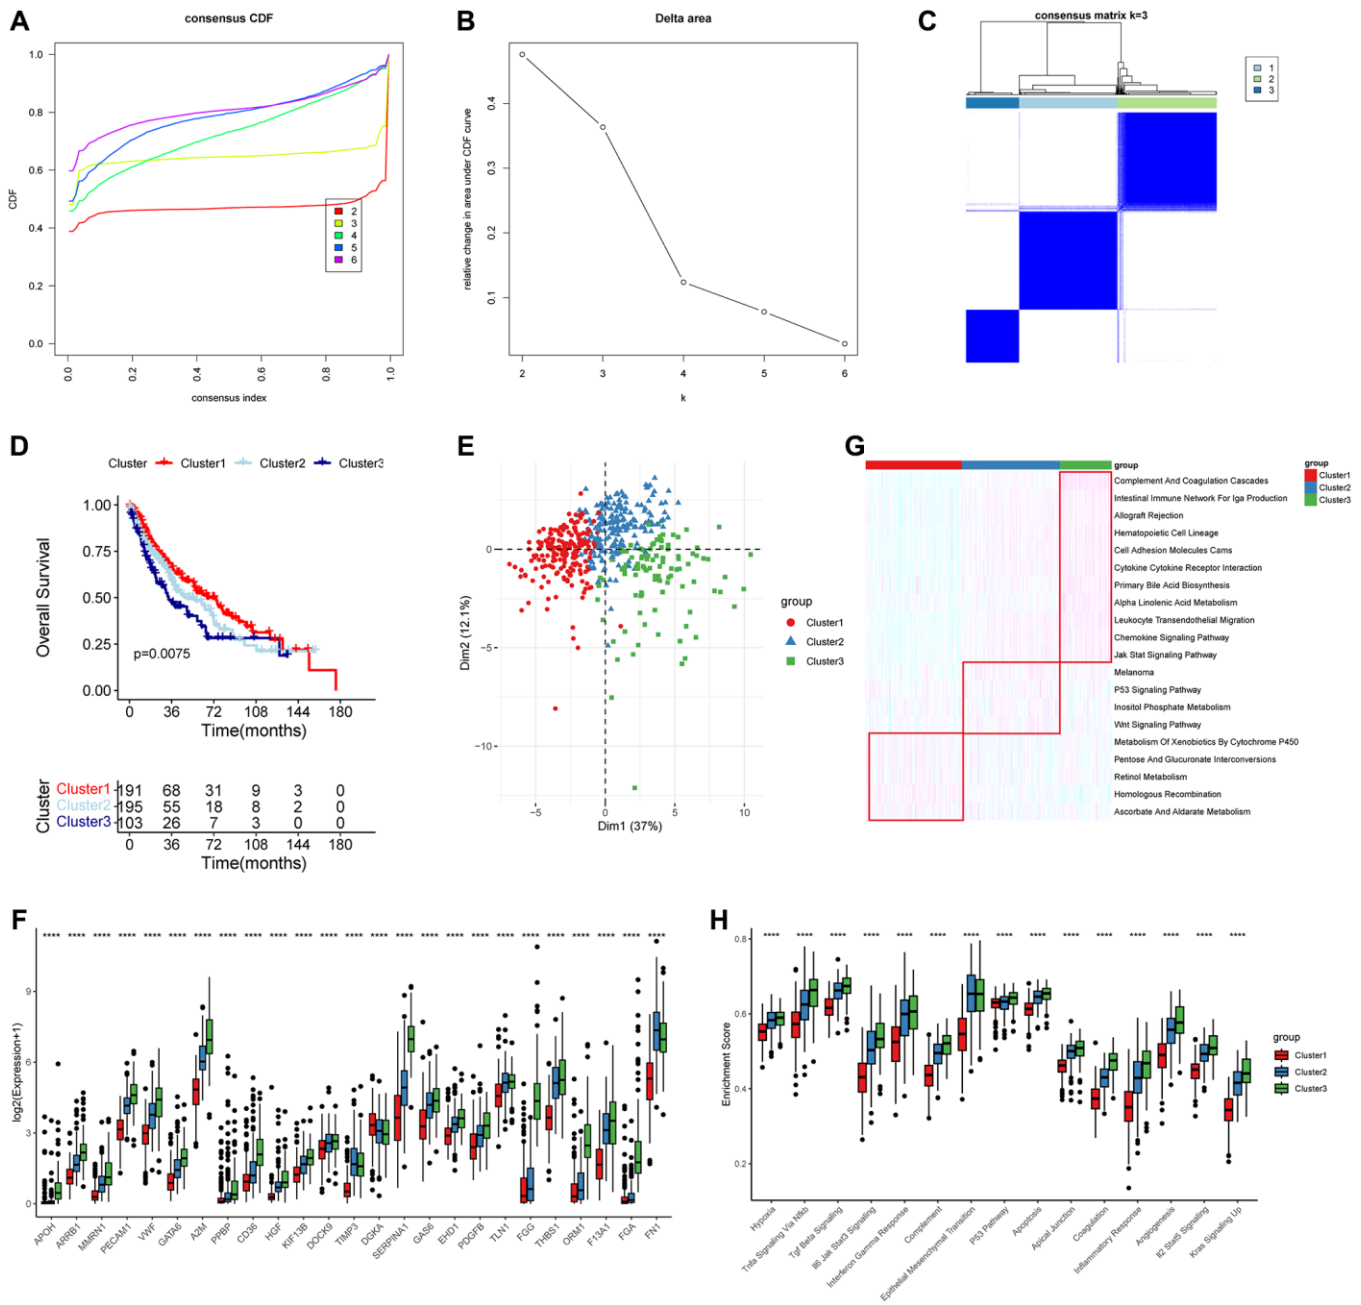 A
consensus CDF
CDF
1.0
0.8
0.6
0.4
0.2
0.0
0.0
0.2
0.4
0.6
0.8
1.0
consensus index
2
3
4
5
6
B
Delta area
relative change in area under CDF curve
0.4
0.3
0.2
0.1
2
3
4
5
6
k
C
consensus matrix k=3
1
2
3
D
Cluster Cluster1 Cluster2 Cluster3
Overall Survival
1.00
0.75
0.50
0.25
0.00
p=0.0075
0 36 72 108 144 180
Time(months)
Cluster
Cluster1 191 68 31 9 3 0
Cluster2 195 55 18 8 2 0
Cluster3 103 26 7 3 0 0
0 36 72 108 144 180
Time(months)
E
Dim2 (12.1%)
0
−5
−10
−5
0
5
10
Dim1 (37%)
group
Cluster1
Cluster2
Cluster3
G
group
Complement And Coagulation Cascades
Intestinal Immune Network For Iga Production
Allograft Rejection
Hematopoietic Cell Lineage
Cell Adhesion Molecules Cams
Cytokine Cytokine Receptor Interaction
Primary Bile Acid Biosynthesis
Alpha Linolenic Acid Metabolism
Leukocyte Transendothelial Migration
Chemokine Signaling Pathway
Jak Stat Signaling Pathway
Melanoma
P53 Signaling Pathway
Inositol Phosphate Metabolism
Wnt Signaling Pathway
Metabolism Of Xenobiotics By Cytochrome P450
Pentose And Glucuronate Interconversions
Retinol Metabolism
Homologous Recombination
Ascorbate And Aldarate Metabolism
group
Cluster1
Cluster2
Cluster3
F
**** **** **** **** **** **** **** **** **** **** **** **** **** **** **** **** **** **** **** **** **** **** **** **** ****
log2(Expression+1)
9
6
3
0
APOH
ARRB1
MMRN1
PECAM1
VWF
GATA6
A2M
PPBP
CD36
HGF
KIF13B
DOCK9
TIMP3
DGKA
SERPINA1
GAS6
EHD1
PDGFB
TLN1
FGG
THBS1
ORM1
F13A1
FGA
FN1
H
**** **** **** **** **** **** **** **** **** **** **** **** **** **** ****
Enrichment Score
0.8
0.6
0.4
0.2
Hypoxia
Tnfa Signaling Via Nfkb
Tgf Beta Signaling
Il6 Jak Stat3 Signaling
Interferon Gamma Response
Complement
Epithelial Mesenchymal Transition
P53 Pathway
Apoptosis
Apical Junction
Coagulation
Inflammatory Response
Angiogenesis
Il2 Stat5 Signaling
Kras Signaling Up
group
Cluster1
Cluster2
Cluster3